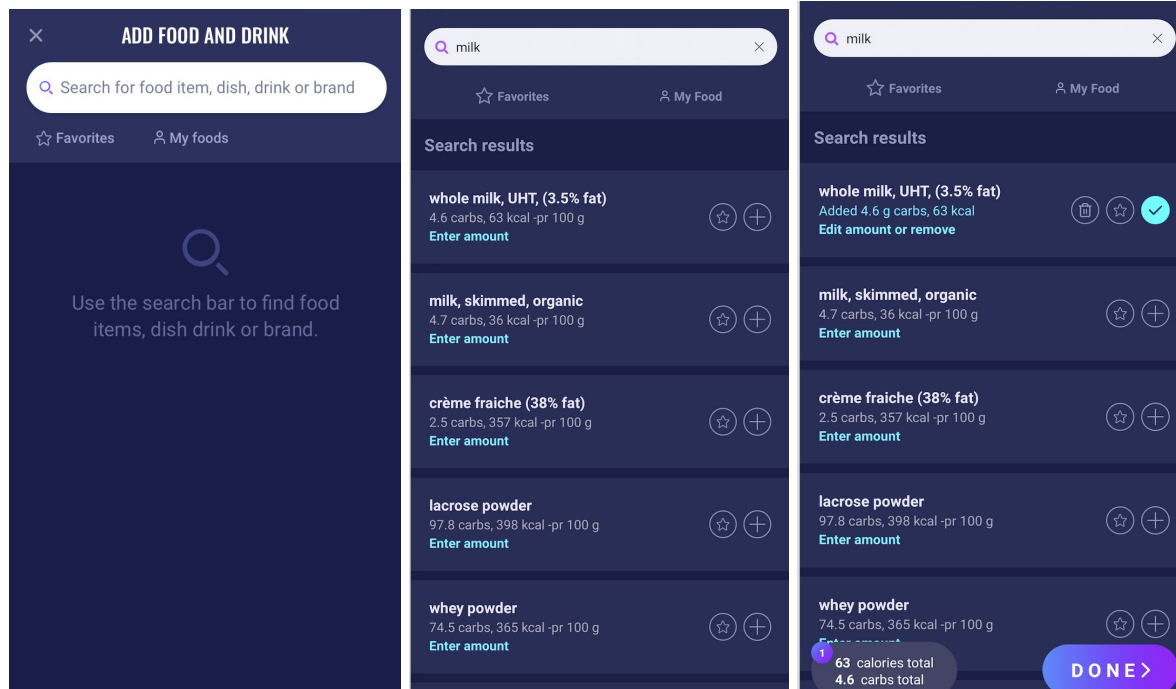 ADD FOOD AND DRINK
Search for food item, dish, drink or brand
Favorites
My foods
Use the search bar to find food
items, dish drink or brand.
milk
Favorites
My Food
Search results
whole milk, UHT, (3.5% fat)
4.6 carbs, 63 kcal -pr 100 g
Enter amount
milk, skimmed, organic
4.7 carbs, 36 kcal -pr 100 g
Enter amount
crème fraiche (38% fat)
2.5 carbs, 357 kcal -pr 100 g
Enter amount
lacrose powder
97.8 carbs, 398 kcal -pr 100 g
Enter amount
whey powder
74.5 carbs, 365 kcal -pr 100 g
Enter amount
milk
Favorites
My Food
Search results
whole milk, UHT, (3.5% fat)
Added 4.6 g carbs, 63 kcal
Edit amount or remove
milk, skimmed, organic
4.7 carbs, 36 kcal -pr 100 g
Enter amount
crème fraiche (38% fat)
2.5 carbs, 357 kcal -pr 100 g
Enter amount
lacrose powder
97.8 carbs, 398 kcal -pr 100 g
Enter amount
whey powder
74.5 carbs, 365 kcal -pr 100 g
Enter amount
1
63 calories total
4.6 carbs total
DONE